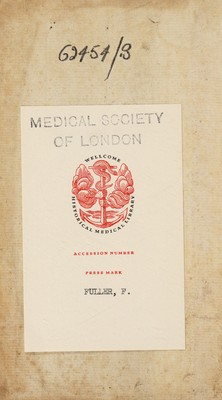 62454/B
MEDICAL SOCIETY
OF LONDON
WELLCOME
HISTORICAL MEDICAL LIBRARY
ACCESSION NUMBER
PRESS MARK
FULLER, F.